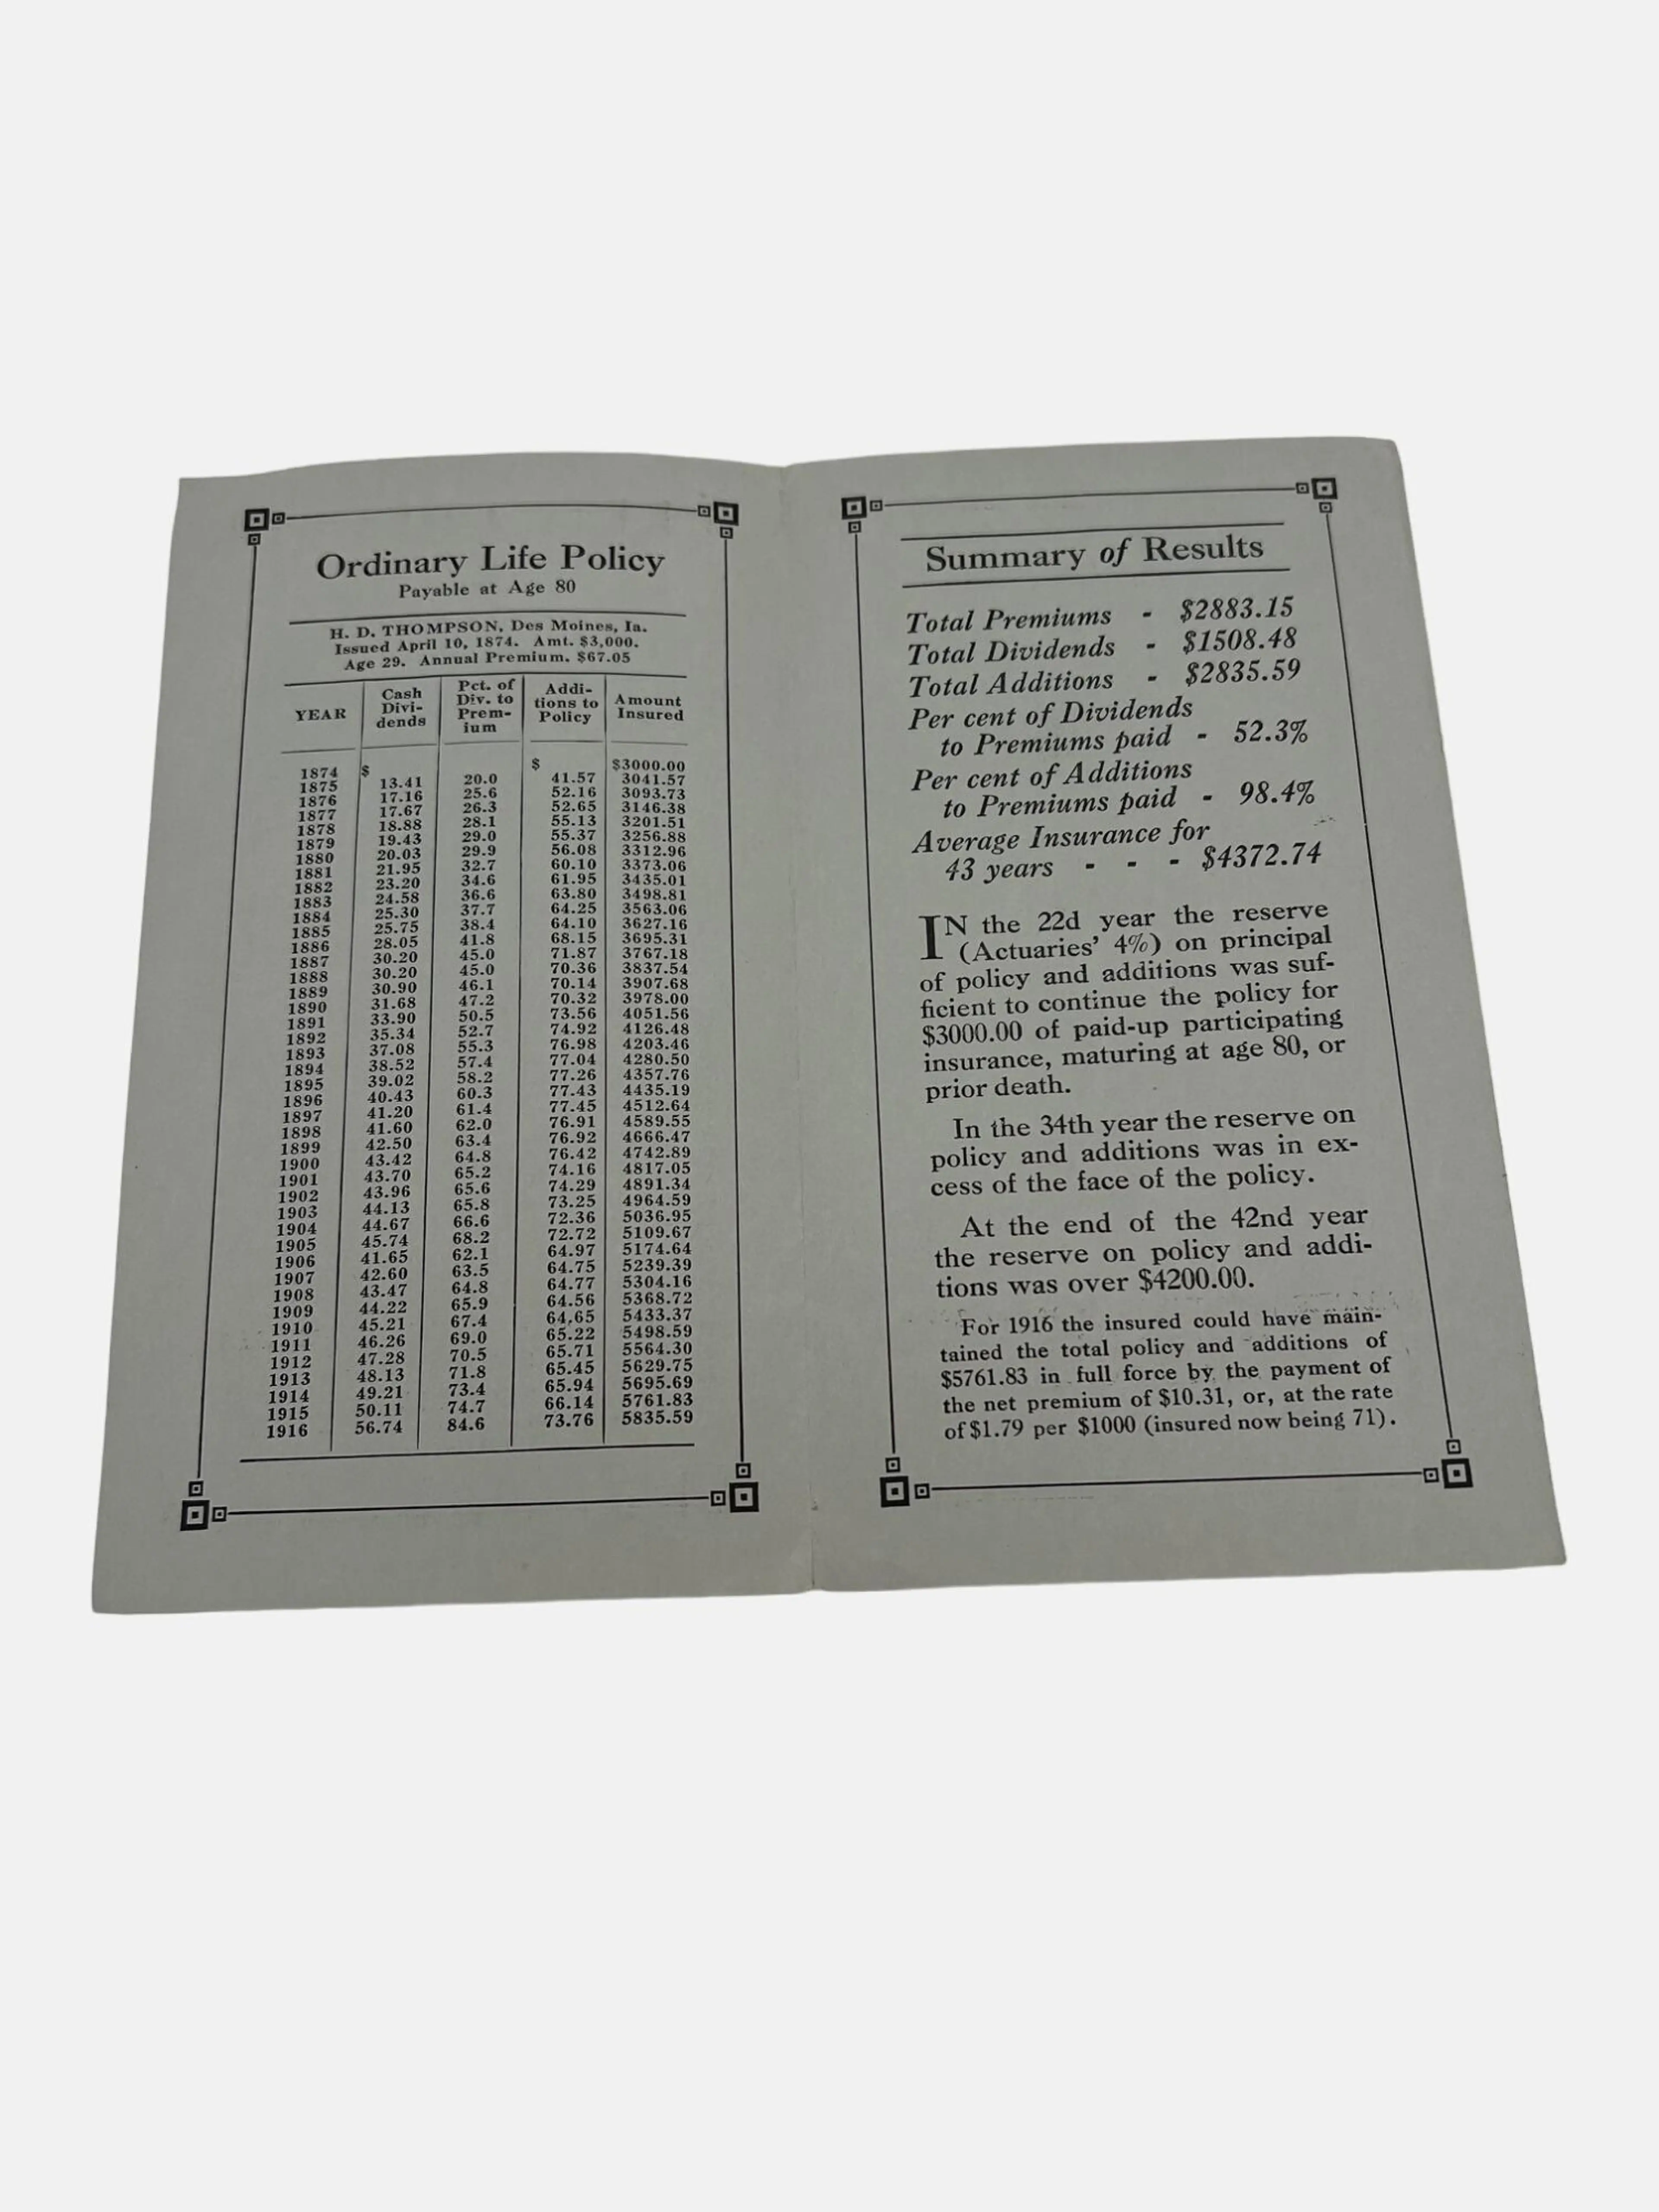 Ordinary Life Policy
Payable at Age 80
H. D. THOMPSON, Des Moines, Ia.
Issued April 10, 1874. Amt. $3,000.
Age 29. Annual Premium. $67.05
YEAR Cash Divi- dends Pct. of Div. to Prem- ium Addi- tions to Policy Amount Insured
1874 $ $ $3000.00
1875 13.41 20.0 41.57 3041.57
1876 17.16 25.6 52.16 3093.73
1877 17.67 26.3 52.65 3146.38
1878 18.88 28.1 55.13 3201.51
1879 19.43 29.0 55.37 3256.88
1880 20.03 29.9 56.08 3312.96
1881 21.95 32.7 60.10 3373.06
1882 23.20 34.6 61.95 3435.01
1883 24.58 36.6 63.80 3498.81
1884 25.30 37.7 64.25 3563.06
1885 25.75 38.4 64.10 3627.16
1886 28.05 41.8 68.15 3695.31
1887 30.20 45.0 71.87 3767.18
1888 30.20 45.0 70.36 3837.54
1889 30.90 46.1 70.14 3907.68
1890 31.68 47.2 70.32 3978.00
1891 33.90 50.5 73.56 4051.56
1892 35.34 52.7 74.92 4126.48
1893 37.08 55.3 76.98 4203.46
1894 38.52 57.4 77.04 4280.50
1895 39.02 58.2 77.26 4357.76
1896 40.43 60.3 77.43 4435.19
1897 41.20 61.4 77.45 4512.64
1898 41.60 62.0 76.91 4589.55
1899 42.50 63.4 76.92 4666.47
1900 43.42 64.8 76.42 4742.89
1901 43.70 65.2 74.16 4817.05
1902 43.96 65.6 74.29 4891.34
1903 44.13 65.8 73.25 4964.59
1904 44.67 66.6 72.36 5036.95
1905 45.74 68.2 72.72 5109.67
1906 41.65 62.1 64.97 5174.64
1907 42.60 63.5 64.75 5239.39
1908 43.47 64.8 64.77 5304.16
1909 44.22 65.9 64.56 5368.72
1910 45.21 67.4 64.65 5433.37
1911 46.26 69.0 65.22 5498.59
1912 47.28 70.5 65.71 5564.30
1913 48.13 71.8 65.45 5629.75
1914 49.21 73.4 65.94 5695.69
1915 50.11 74.7 66.14 5761.83
1916 56.74 84.6 73.76 5835.59
Summary of Results
Total Premiums - $2883.15
Total Dividends - $1508.48
Total Additions - $2835.59
Per cent of Dividends
to Premiums paid - 52.3%
Per cent of Additions
to Premiums paid - 98.4%
Average Insurance for
43 years - - - $4372.74
IN the 22d year the reserve
(Actuaries' 4%) on principal
of policy and additions was suf-
ficient to continue the policy for
$3000.00 of paid-up participating
insurance, maturing at age 80, or
prior death.
In the 34th year the reserve on
policy and additions was in ex-
cess of the face of the policy.
At the end of the 42nd year
the reserve on policy and addi-
tions was over $4200.00.
For 1916 the insured could have main-
tained the total policy and additions of
$5761.83 in full force by the payment of
the net premium of $10.31, or, at the rate
of $1.79 per $1000 (insured now being 71).